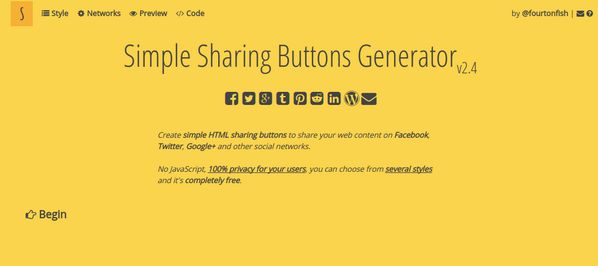 S Style Networks Preview Code by @fourtonfish |
Simple Sharing Buttons Generator v2.4
Create simple HTML sharing buttons to share your web content on Facebook,
Twitter, Google+ and other social networks.
No JavaScript, 100% privacy for your users, you can choose from several styles
and it's completely free.
Begin